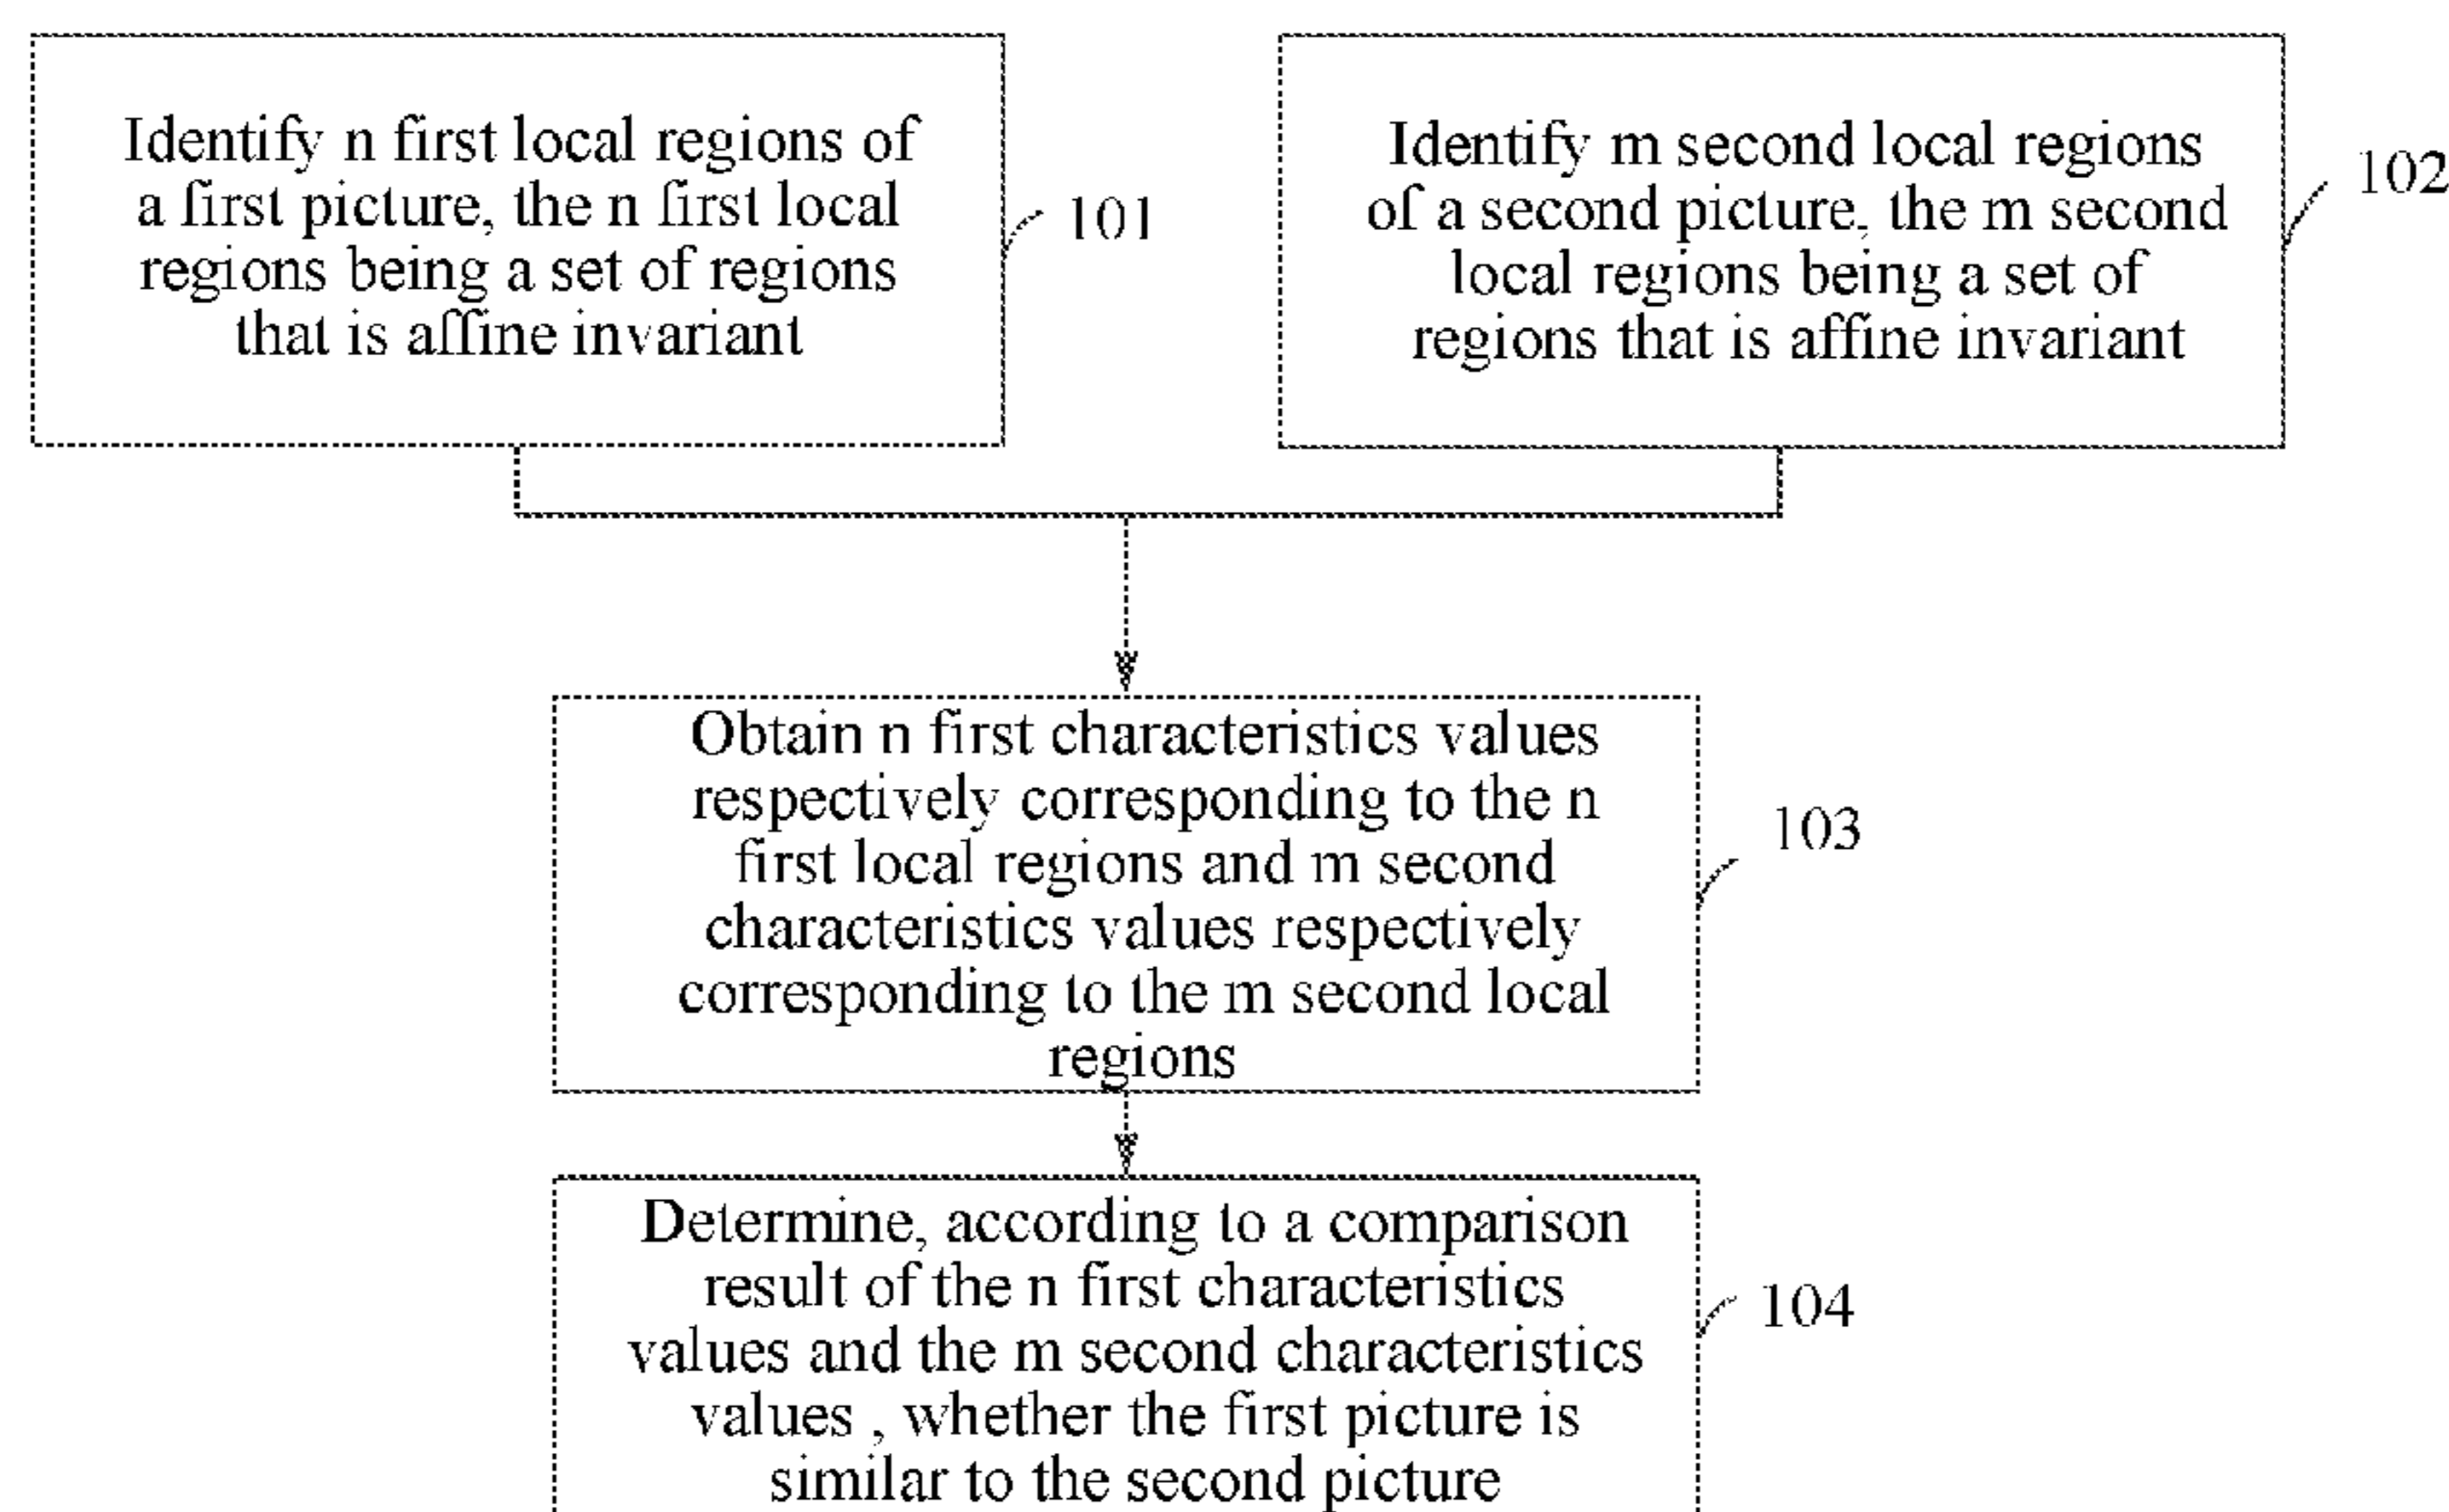 Identify n first local regions of
a first picture, the n first local
regions being a set of regions
that is affine invariant
101
Identify m second local regions
of a second picture, the m second
local regions being a set of
regions that is affine invariant
102
Obtain n first characteristics values
respectively corresponding to the n
first local regions and m second
characteristics values respectively
corresponding to the m second local
regions
103
Determine, according to a comparison
result of the n first characteristics
values and the m second characteristics
values , whether the first picture is
similar to the second picture
104